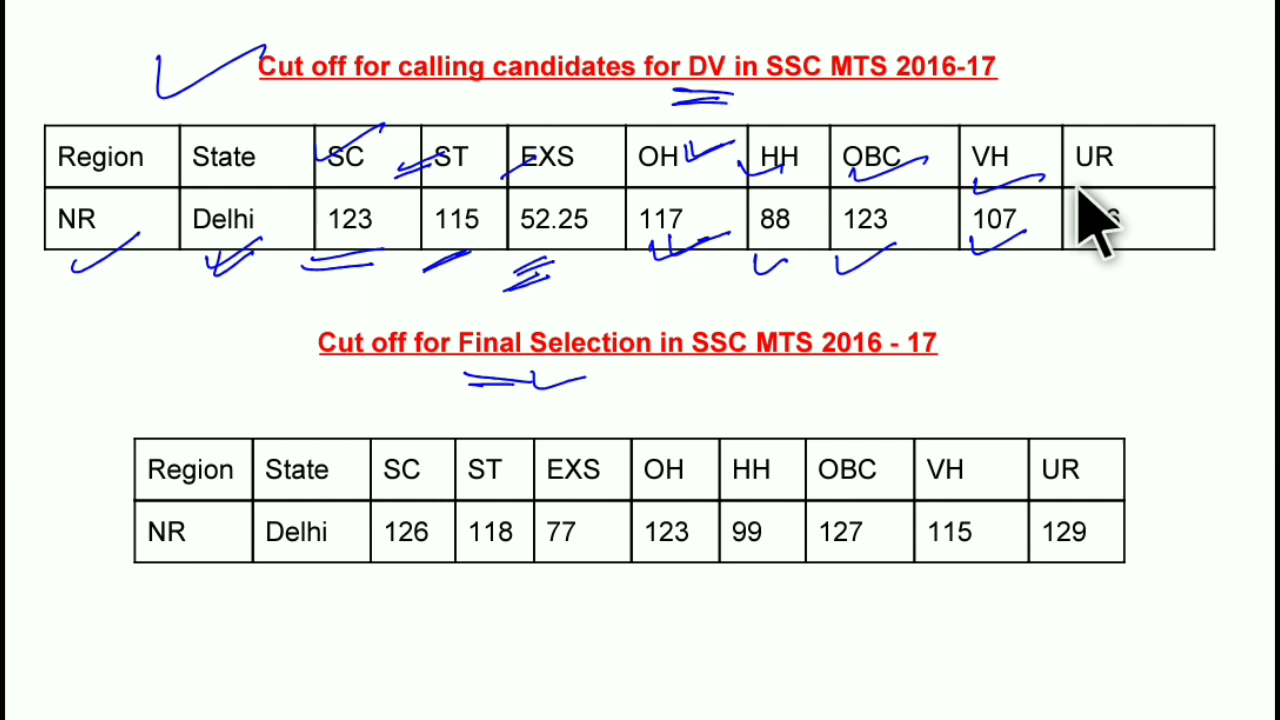 Cut off for calling candidates for DV in SSC MTS 2016-17
Region State SC ST EXS OH HH OBC VH UR
NR Delhi 123 115 52.25 117 88 123 107
Cut off for Final Selection in SSC MTS 2016 - 17
Region State SC ST EXS OH HH OBC VH UR
NR Delhi 126 118 77 123 99 127 115 129